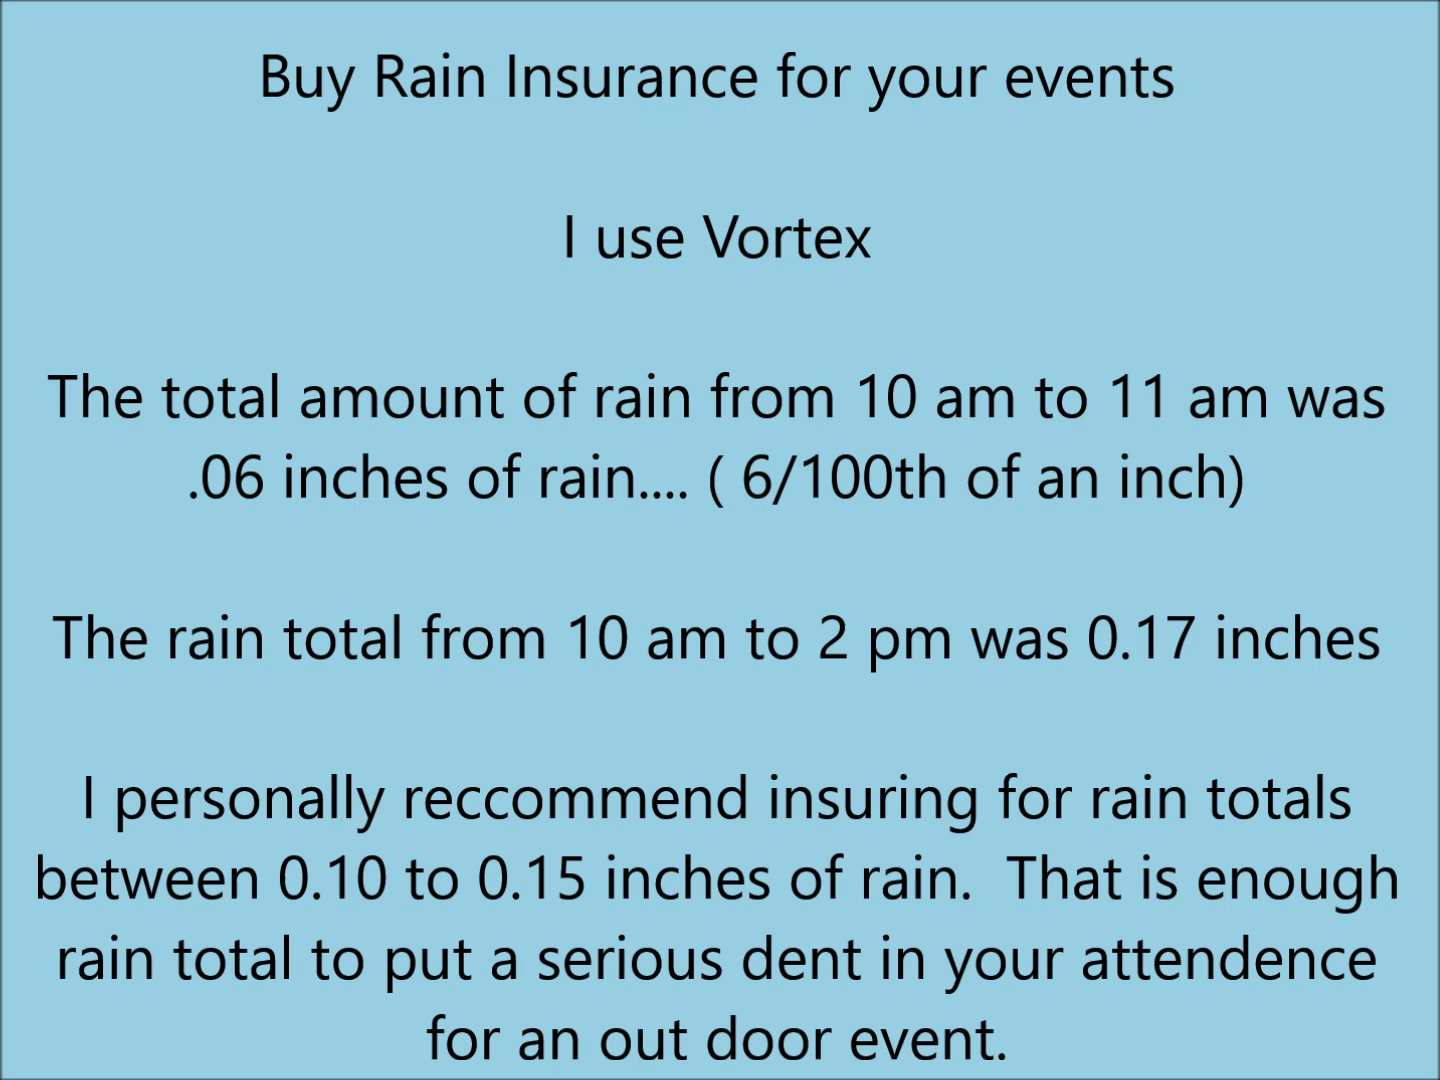 Buy Rain Insurance for your events
I use Vortex
The total amount of rain from 10 am to 11 am was
.06 inches of rain.... ( 6/100th of an inch)
The rain total from 10 am to 2 pm was 0.17 inches
I personally reccommend insuring for rain totals
between 0.10 to 0.15 inches of rain.  That is enough
rain total to put a serious dent in your attendence
for an out door event.